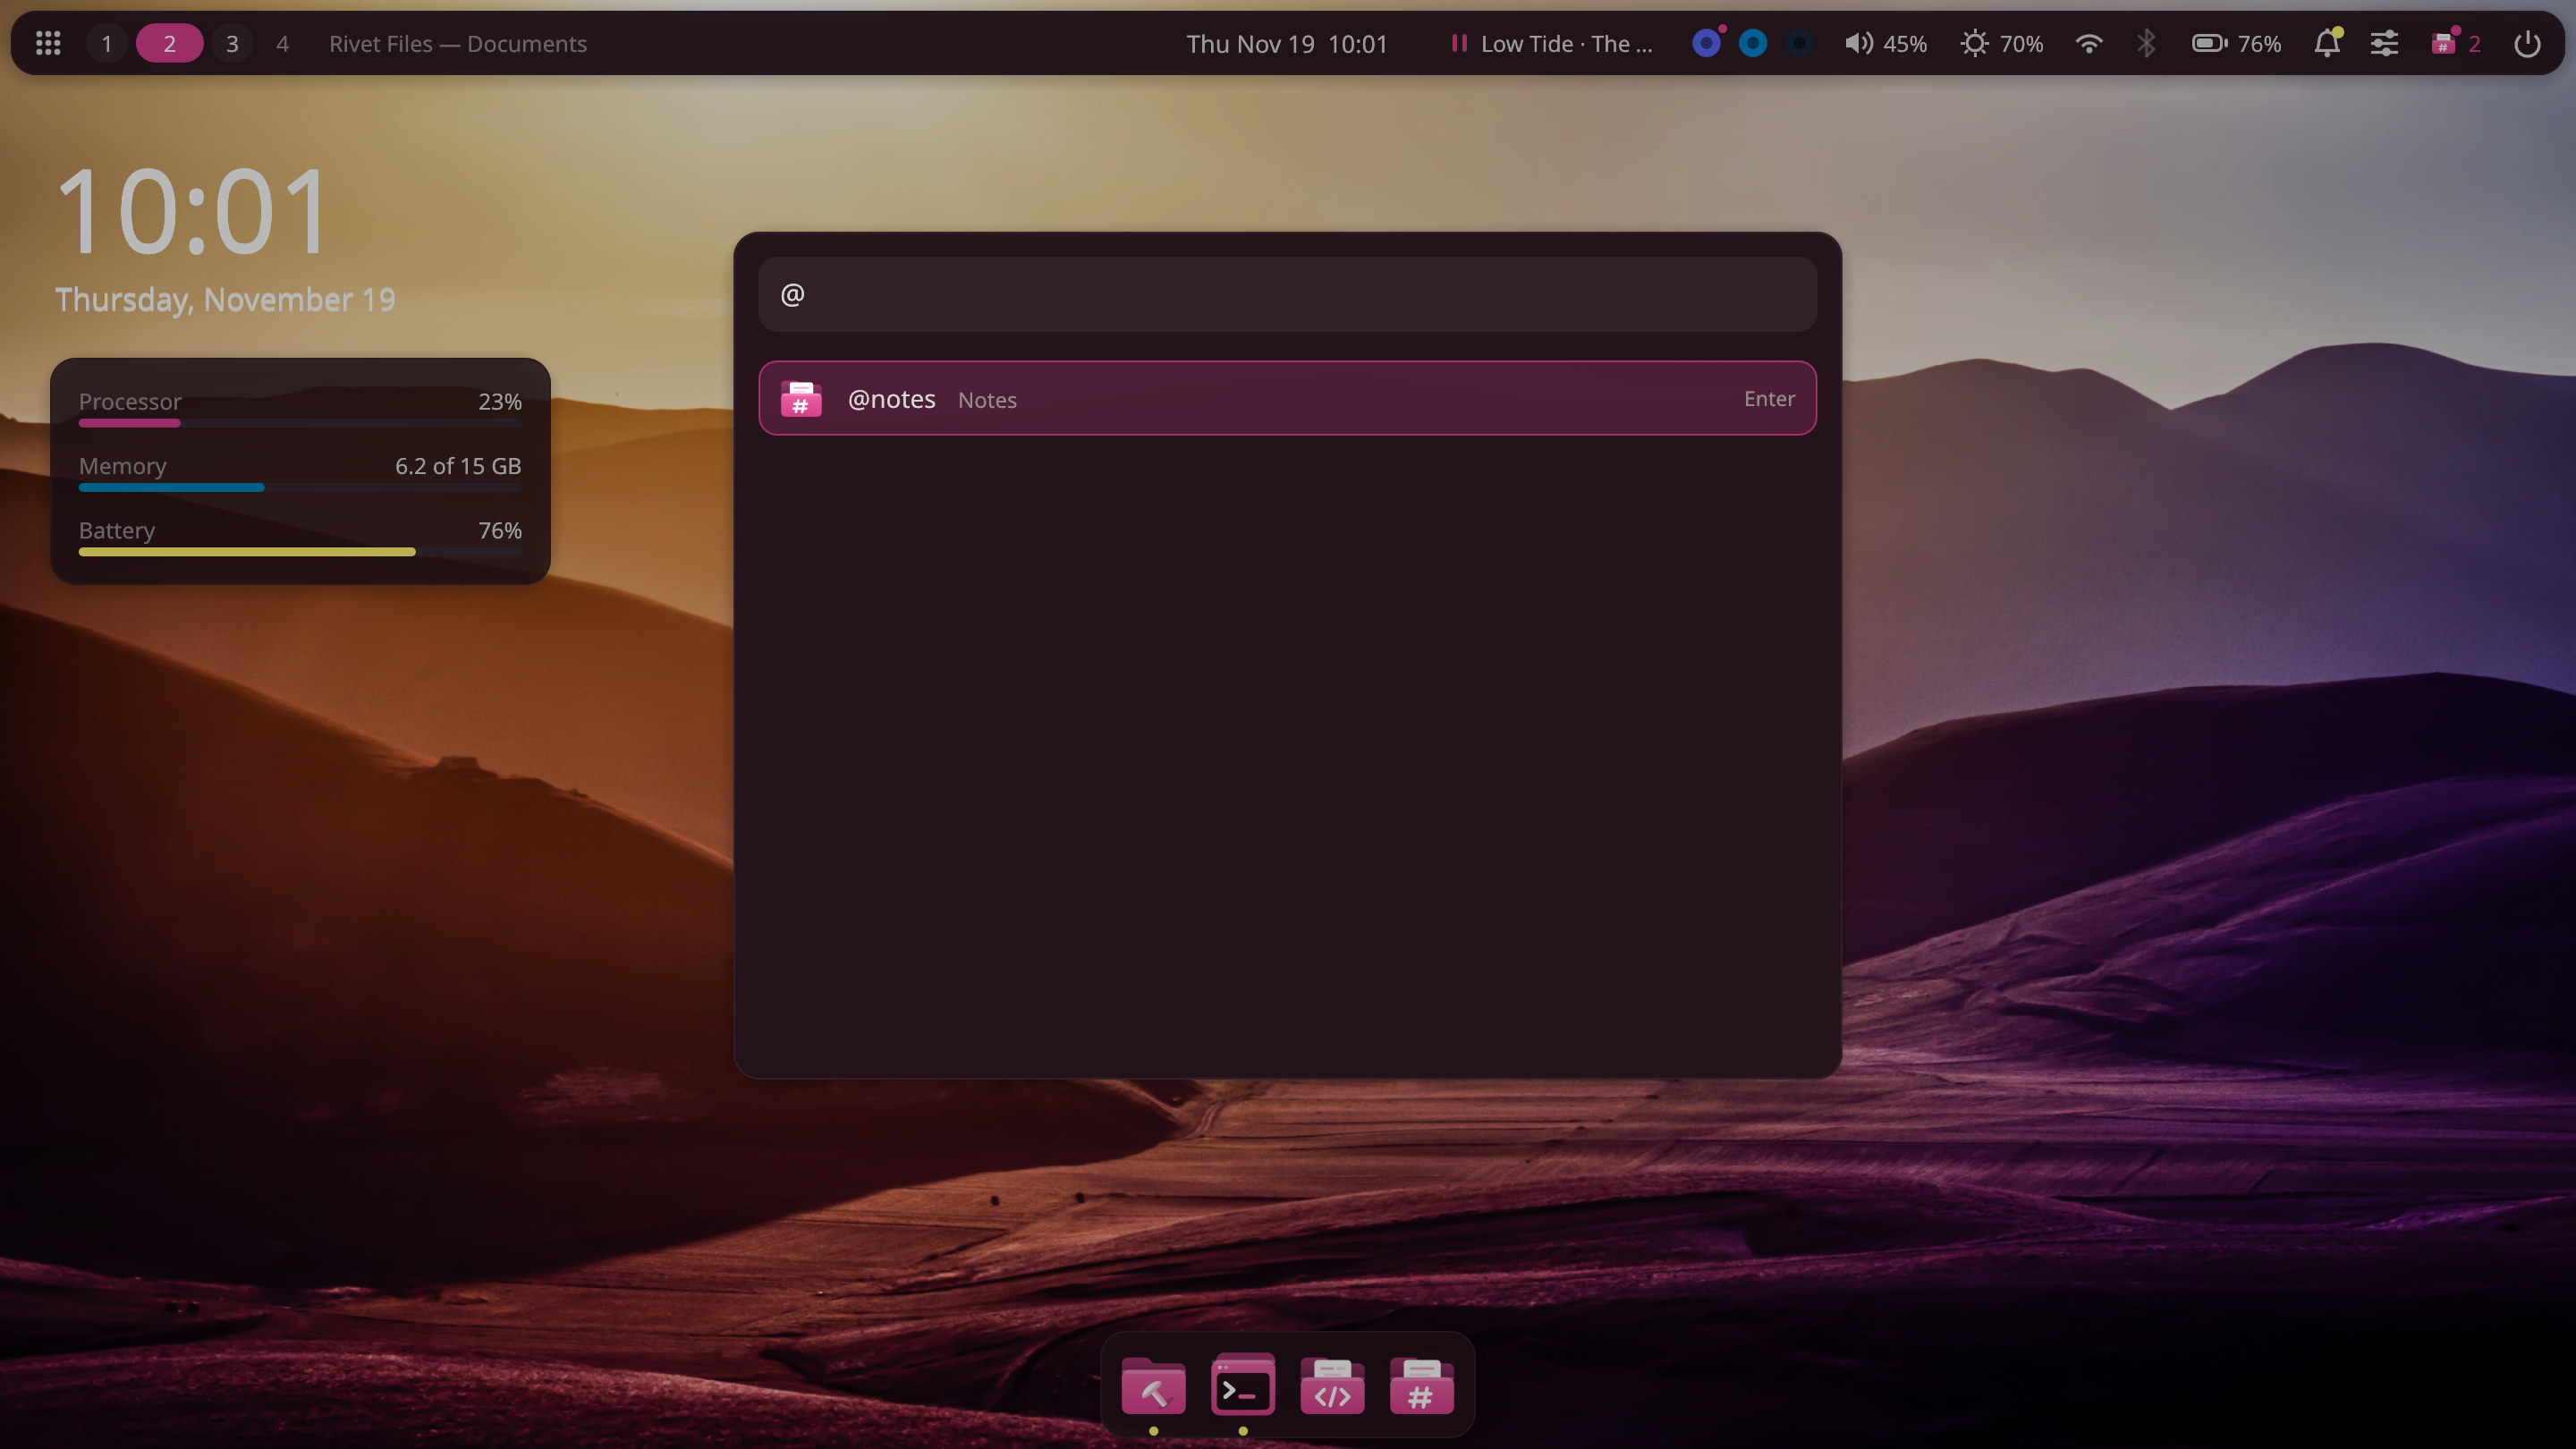 1 2 3 4 Rivet Files — Documents Thu Nov 19 10:01 Low Tide · The ... 45% 70% 76% # 2
10:01
Thursday, November 19
Processor 23%
Memory 6.2 of 15 GB
Battery 76%
@
# @notes Notes Enter
>_ </> #